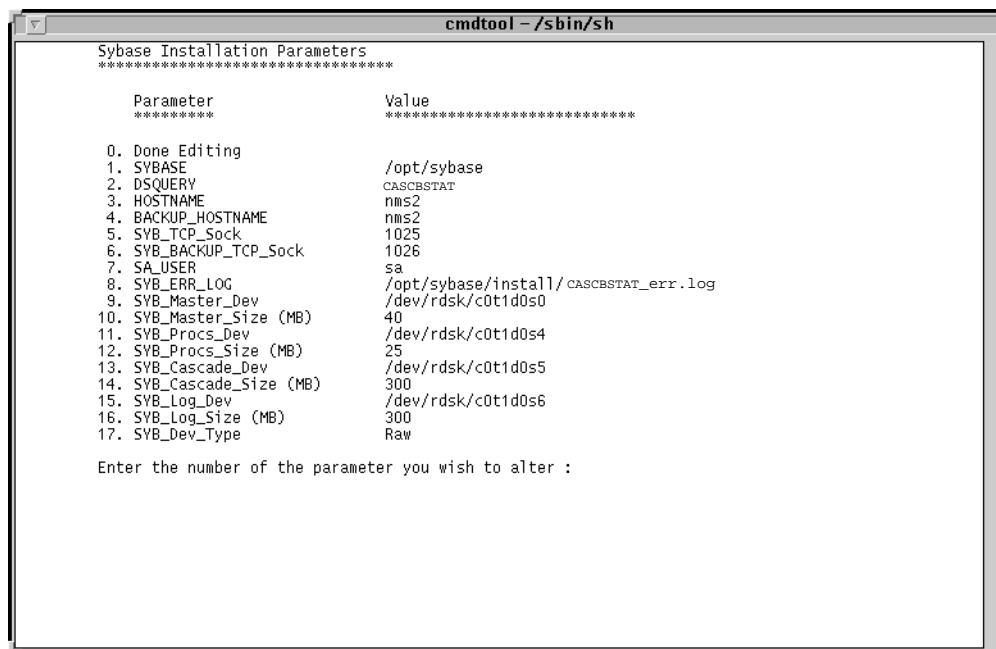 cmdtool – /sbin/sh
Sybase Installation Parameters
*********************************
Parameter Value
********* ****************************
0. Done Editing
1. SYBASE /opt/sybase
2. DSQUERY CASCBSTAT
3. HOSTNAME nms2
4. BACKUP_HOSTNAME nms2
5. SYB_TCP_Sock 1025
6. SYB_BACKUP_TCP_Sock 1026
7. SA_USER sa
8. SYB_ERR_LOG /opt/sybase/install/CASCBSTAT_err.log
9. SYB_Master_Dev /dev/rdsk/c0t1d0s0
10. SYB_Master_Size (MB) 40
11. SYB_Procs_Dev /dev/rdsk/c0t1d0s4
12. SYB_Procs_Size (MB) 25
13. SYB_Cascade_Dev /dev/rdsk/c0t1d0s5
14. SYB_Cascade_Size (MB) 300
15. SYB_Log_Dev /dev/rdsk/c0t1d0s6
16. SYB_Log_Size (MB) 300
17. SYB_Dev_Type Raw
Enter the number of the parameter you wish to alter :